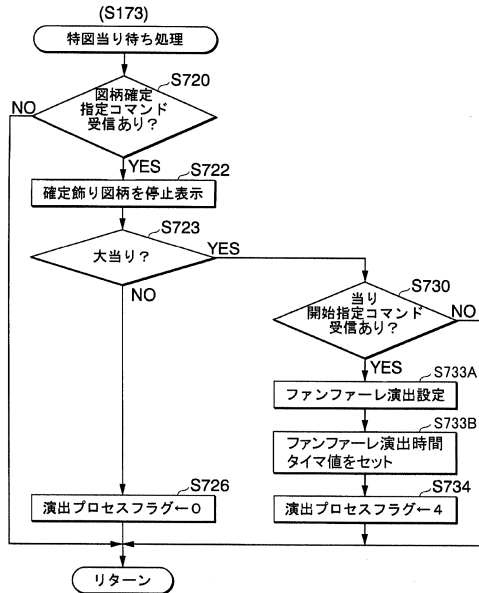 (S173)
特図当り待ち処理
S720
図柄確定
指定コマンド
受信あり?
NO
YES
S722
確定飾り図柄を停止表示
S723
大当り?
YES
NO
S730
当り
開始指定コマンド
受信あり?
NO
YES
S733A
ファンファーレ演出設定
S733B
ファンファーレ演出時間
タイマ値をセット
S726
演出プロセスフラグ←0
S734
演出プロセスフラグ←4
リターン